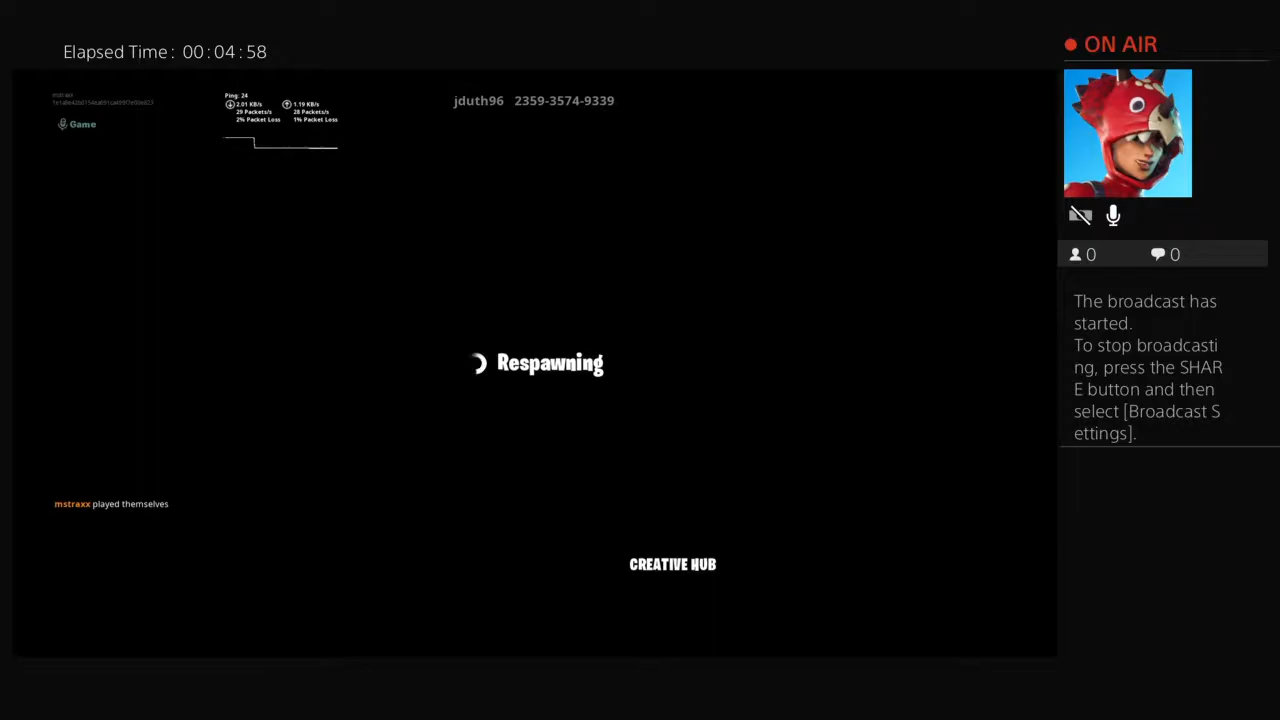 Elapsed Time: 00:04:58
ON AIR
mstraxx
Ping: 24
2.01 KB/s 1.19 KB/s
29 Packets/s 28 Packets/s
2% Packet Loss 1% Packet Loss
jduth96 2359-3574-9339
Game
0 0
The broadcast has
started.
To stop broadcasti
ng, press the SHAR
E button and then
select [Broadcast S
ettings].
Respawning
mstraxx played themselves
CREATIVE HUB